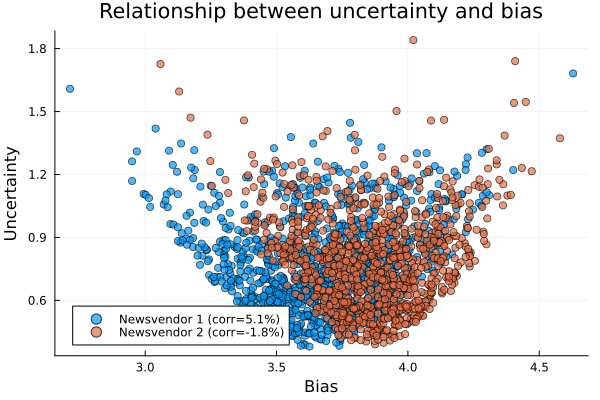 Relationship between uncertainty and bias
Uncertainty
1.8
1.5
1.2
0.9
0.6
Newsvendor 1 (corr=5.1%)
Newsvendor 2 (corr=-1.8%)
3.0 3.5 4.0 4.5
Bias